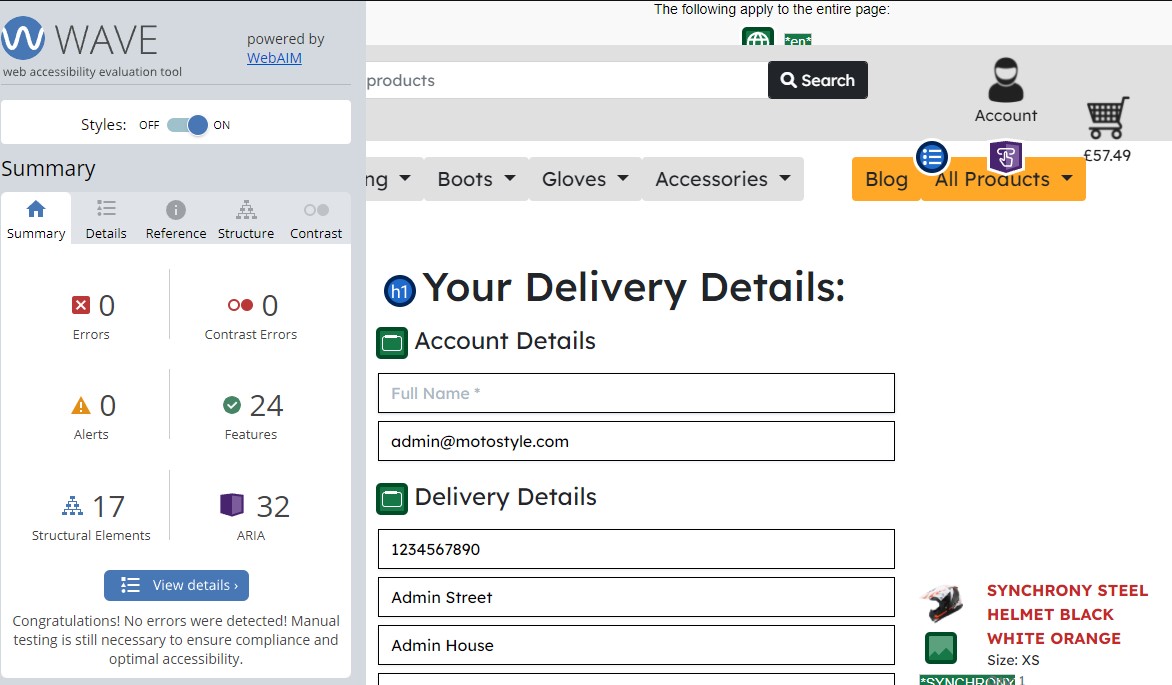 The following apply to the entire page:
*en*
WAVE
powered by
WebAIM
web accessibility evaluation tool
Styles: OFF ON
Summary
Summary Details Reference Structure Contrast
0
Errors
0
Contrast Errors
0
Alerts
24
Features
17
Structural Elements
32
ARIA
View details ›
Congratulations! No errors were detected! Manual
testing is still necessary to ensure compliance and
optimal accessibility.
products
Search
Account
£57.49
ng Boots Gloves Accessories Blog All Products
h1 Your Delivery Details:
Account Details
Full Name *
admin@motostyle.com
Delivery Details
1234567890
Admin Street
Admin House
SYNCHRONY STEEL
HELMET BLACK
WHITE ORANGE
Size: XS
*SYNCHRONY 1